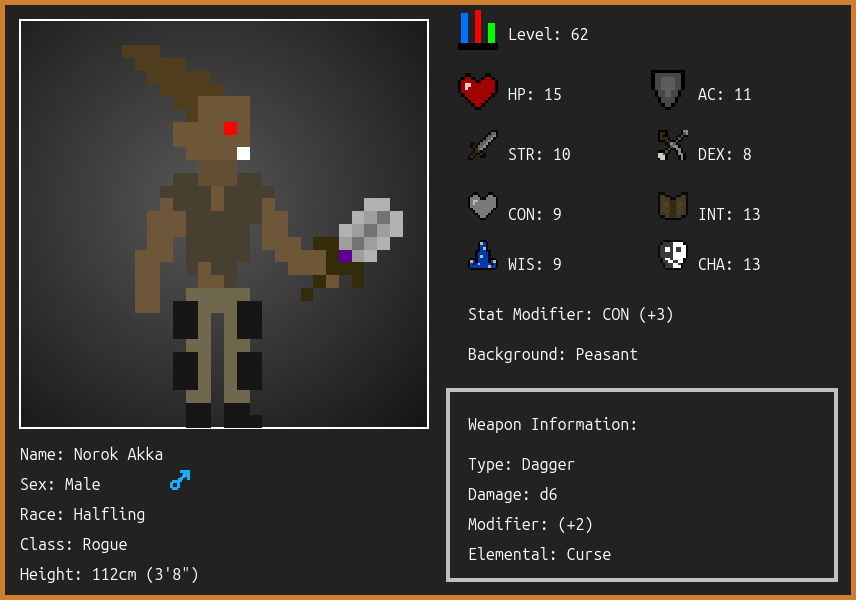 Level: 62
HP: 15
AC: 11
STR: 10
DEX: 8
CON: 9
INT: 13
WIS: 9
CHA: 13
Stat Modifier: CON (+3)
Background: Peasant
Name: Norok Akka
Sex: Male
Race: Halfling
Class: Rogue
Height: 112cm (3'8")
Weapon Information:
Type: Dagger
Damage: d6
Modifier: (+2)
Elemental: Curse